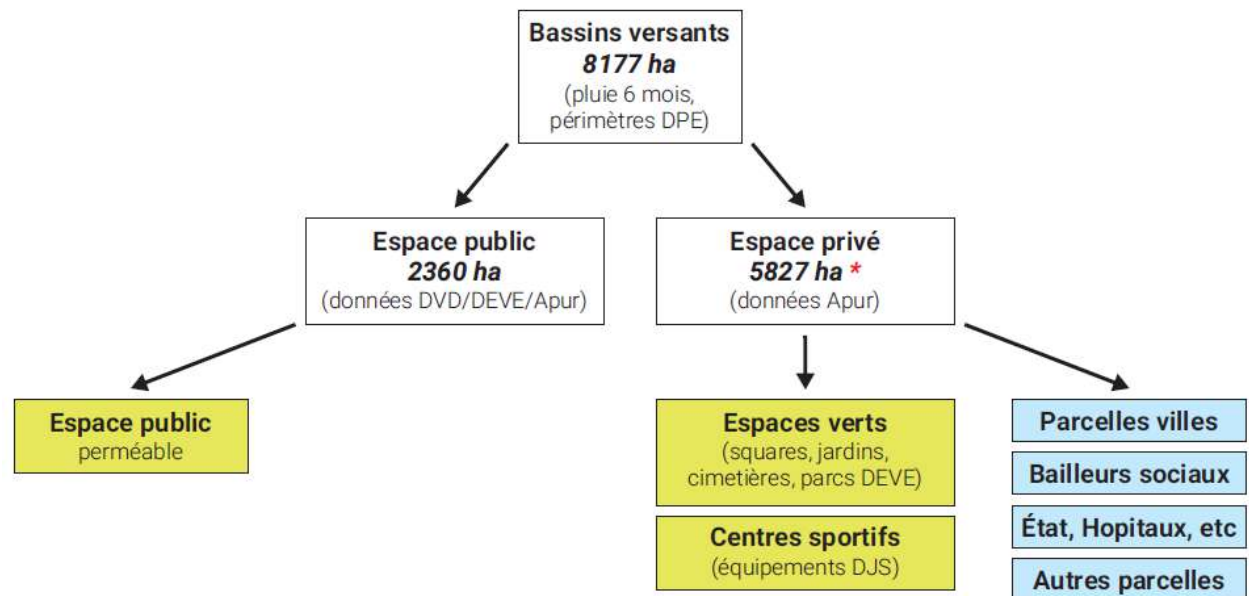 Bassins versants
8177 ha
(pluie 6 mois,
périmètres DPE)
Espace public
2360 ha
(données DVD/DEVE/Apur)
Espace privé
5827 ha *
(données Apur)
Espace public
perméable
Espaces verts
(squares, jardins,
cimetières, parcs DEVE)
Centres sportifs
(équipements DJS)
Parcelles villes
Bailleurs sociaux
État, Hopitaux, etc
Autres parcelles